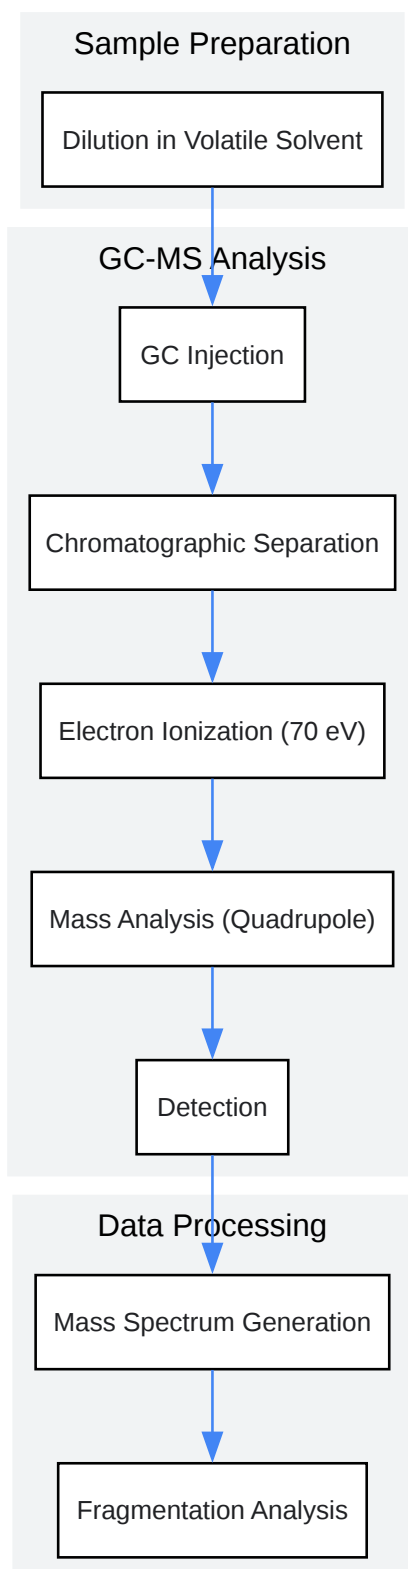 Sample Preparation
Dilution in Volatile Solvent
GC-MS Analysis
GC Injection
Chromatographic Separation
Electron Ionization (70 eV)
Mass Analysis (Quadrupole)
Detection
Data Processing
Mass Spectrum Generation
Fragmentation Analysis